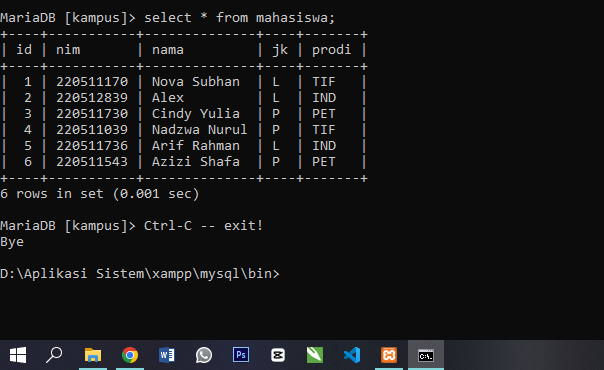 MariaDB [kampus]> select * from mahasiswa;
+----+-----------+--------------+----+-------+
| id | nim       | nama         | jk | prodi |
+----+-----------+--------------+----+-------+
|  1 | 220511170 | Nova Subhan  | L  | TIF   |
|  2 | 220512839 | Alex         | L  | IND   |
|  3 | 220511730 | Cindy Yulia  | P  | PET   |
|  4 | 220511039 | Nadzwa Nurul | P  | TIF   |
|  5 | 220511736 | Arif Rahman  | L  | IND   |
|  6 | 220511543 | Azizi Shafa  | P  | PET   |
+----+-----------+--------------+----+-------+
6 rows in set (0.001 sec)
MariaDB [kampus]> Ctrl-C -- exit!
Bye
D:\Aplikasi Sistem\xampp\mysql\bin>
W Ps C:\.